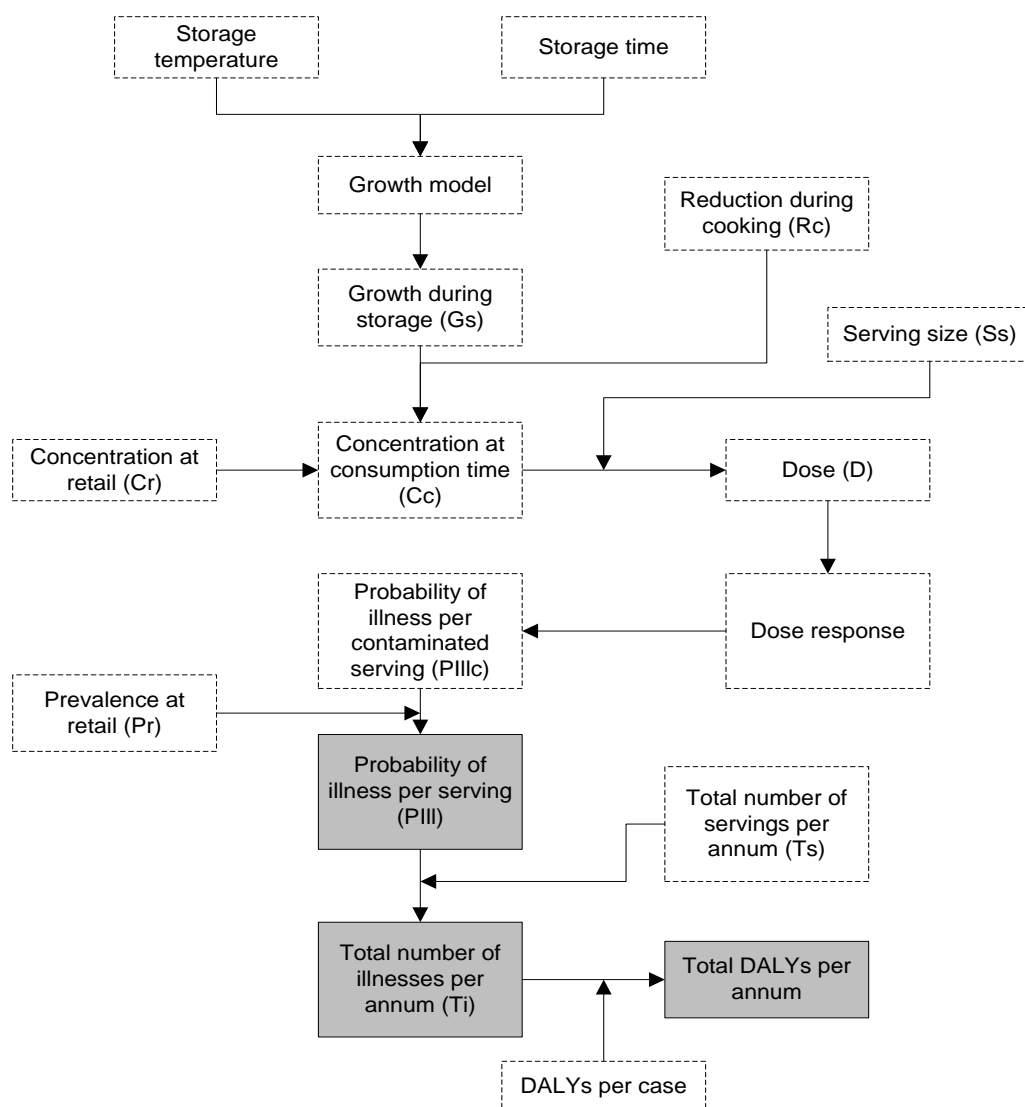 Storage
temperature
Storage time
Growth model
Reduction during
cooking (Rc)
Growth during
storage (Gs)
Serving size (Ss)
Concentration at
retail (Cr)
Concentration at
consumption time
(Cc)
Dose (D)
Probability of
illness per
contaminated
serving (PIllc)
Dose response
Prevalence at
retail (Pr)
Probability of
illness per serving
(PIll)
Total number of
servings per
annum (Ts)
Total number of
illnesses per
annum (Ti)
Total DALYs per
annum
DALYs per case